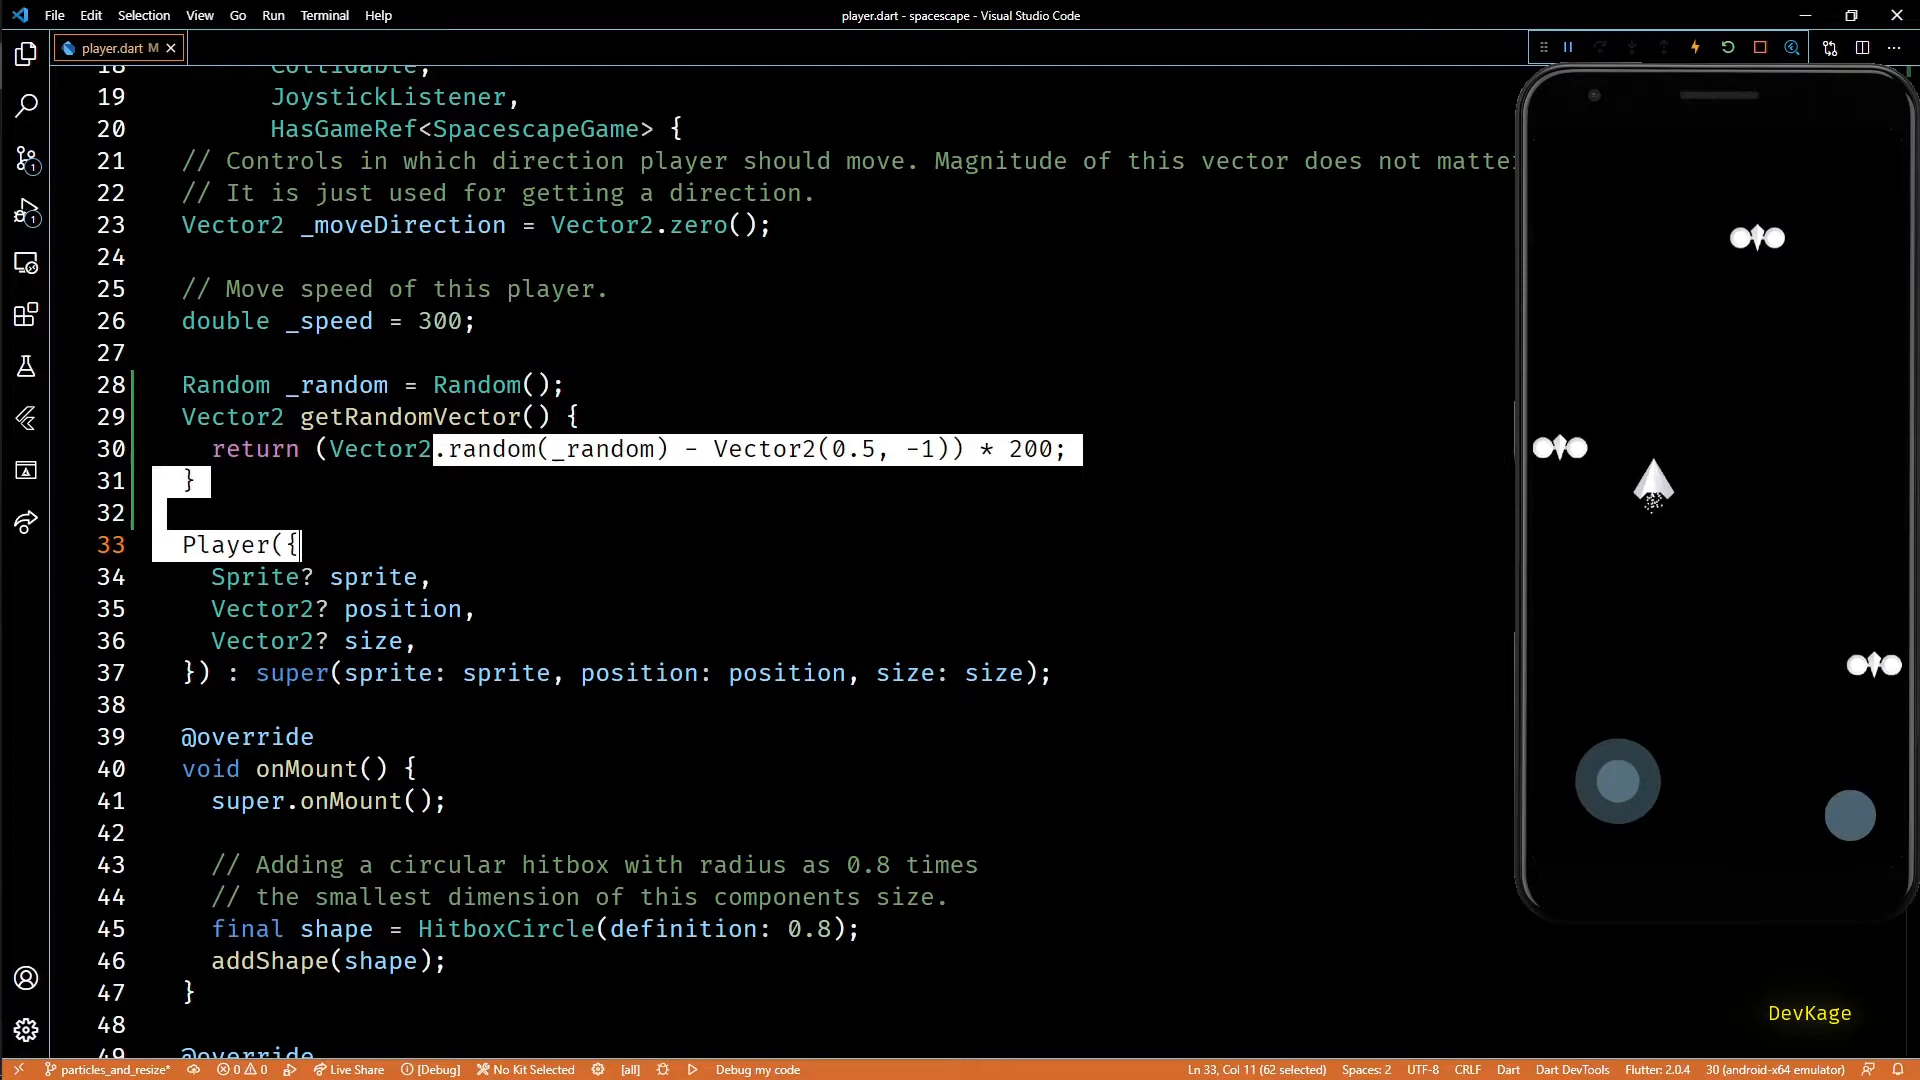 File Edit Selection View Go Run Terminal Help
player.dart - spacescape - Visual Studio Code
player.dart M
18 Collidable,
19 JoystickListener,
20 HasGameRef<SpacescapeGame> {
21 // Controls in which direction player should move. Magnitude of this vector does not matte
22 // It is just used for getting a direction.
23 Vector2 _moveDirection = Vector2.zero();
24
25 // Move speed of this player.
26 double _speed = 300;
27
28 Random _random = Random();
29 Vector2 getRandomVector() {
30 return (Vector2.random(_random) - Vector2(0.5, -1)) * 200;
31 }
32
33 Player({
34 Sprite? sprite,
35 Vector2? position,
36 Vector2? size,
37 }) : super(sprite: sprite, position: position, size: size);
38
39 @override
40 void onMount() {
41 super.onMount();
42
43 // Adding a circular hitbox with radius as 0.8 times
44 // the smallest dimension of this components size.
45 final shape = HitboxCircle(definition: 0.8);
46 addShape(shape);
47 }
48
49 @override
1
1
DevKage
particles_and_resize* 0 0 Live Share [Debug] No Kit Selected [all] Debug my code Ln 33, Col 11 (62 selected) Spaces: 2 UTF-8 CRLF Dart Dart DevTools Flutter: 2.0.4 30 (android-x64 emulator)